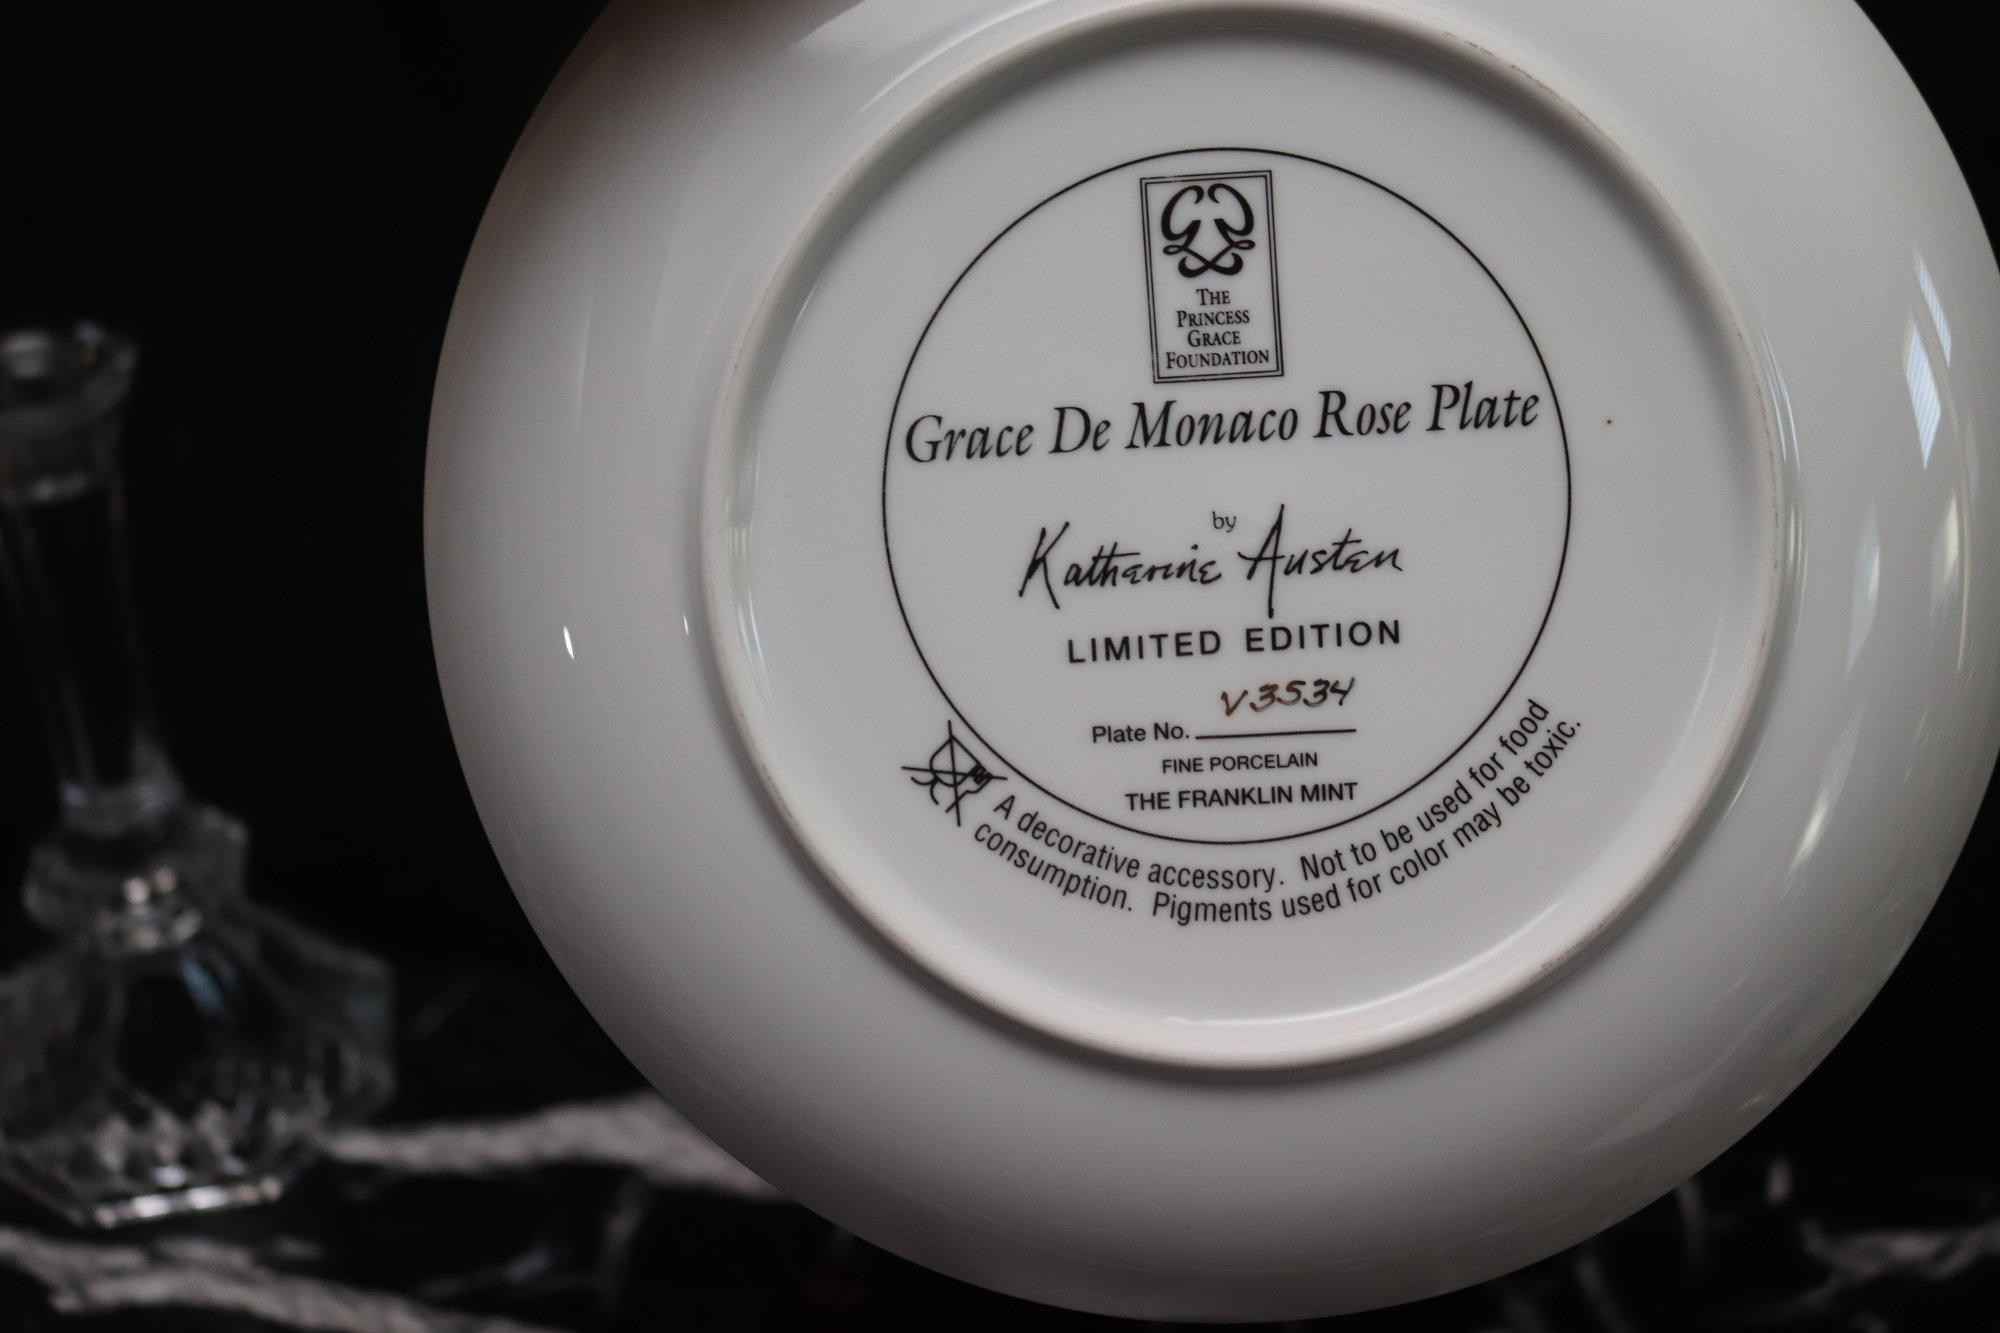 THE
PRINCESS
GRACE
FOUNDATION
Grace De Monaco Rose Plate
by
Katharine Austen
LIMITED EDITION
V3534
Plate No.
FINE PORCELAIN
THE FRANKLIN MINT
A decorative accessory. Not to be used for food
consumption. Pigments used for color may be toxic.